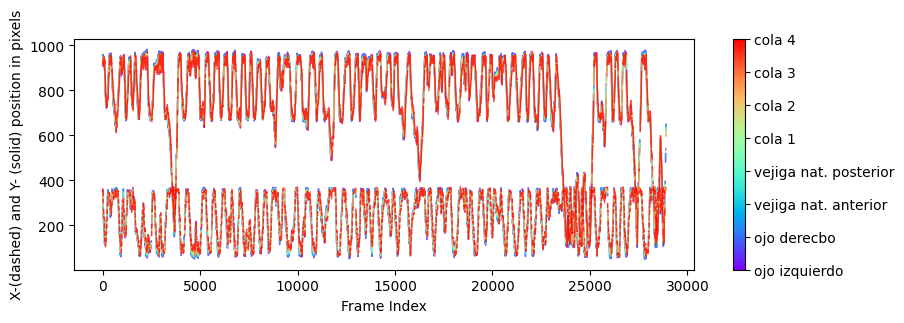 X-(dashed) and Y- (solid) position in pixels
1000
800
600
400
200
0
5000
10000
15000
20000
25000
30000
Frame Index
cola 4
cola 3
cola 2
cola 1
vejiga nat. posterior
vejiga nat. anterior
ojo derecbo
ojo izquierdo